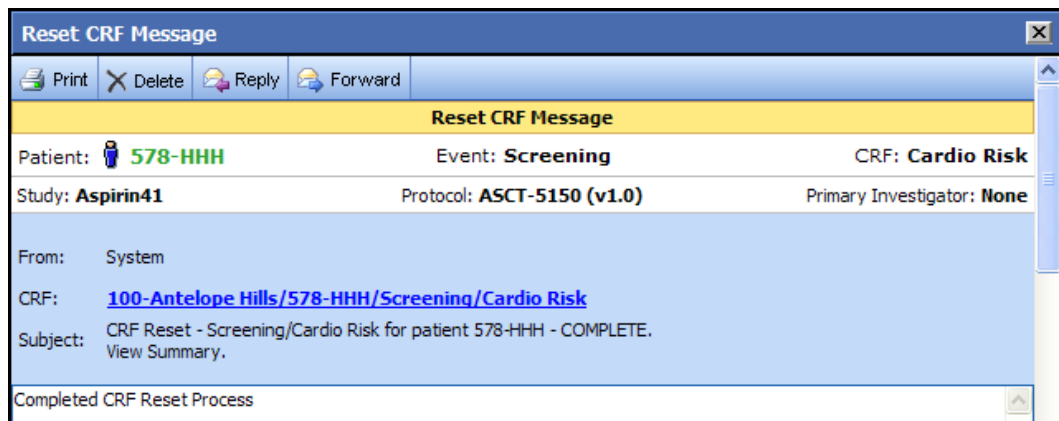 Reset CRF Message
Print Delete Reply Forward
Reset CRF Message
Patient: 578-HHH Event: Screening CRF: Cardio Risk
Study: Aspirin41 Protocol: ASCT-5150 (v1.0) Primary Investigator: None
From: System
CRF: 100-Antelope Hills/578-HHH/Screening/Cardio Risk
Subject: CRF Reset - Screening/Cardio Risk for patient 578-HHH - COMPLETE.
View Summary.
Completed CRF Reset Process